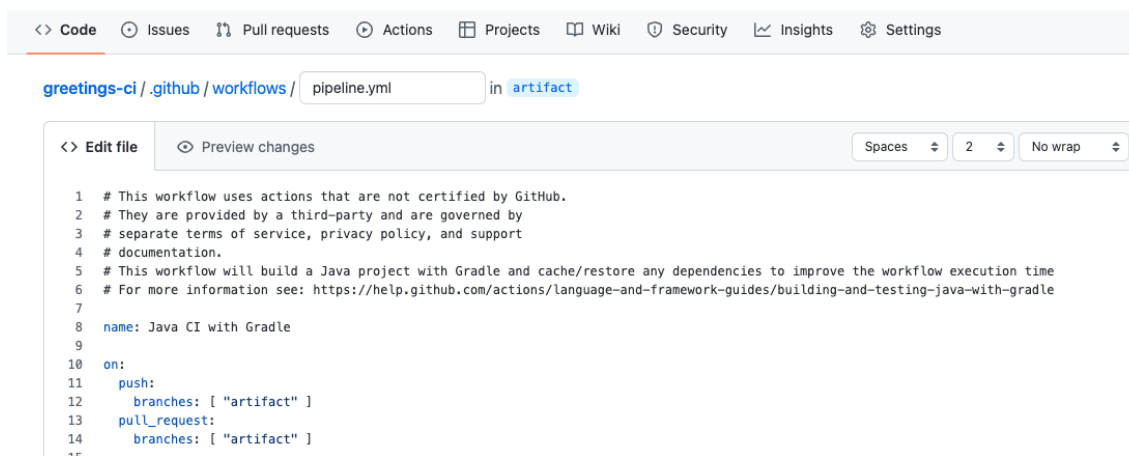 <> Code Issues Pull requests Actions Projects Wiki Security Insights Settings
greetings-ci / .github / workflows / pipeline.yml in artifact
<> Edit file Preview changes Spaces 2 No wrap
1 # This workflow uses actions that are not certified by GitHub.
2 # They are provided by a third-party and are governed by
3 # separate terms of service, privacy policy, and support
4 # documentation.
5 # This workflow will build a Java project with Gradle and cache/restore any dependencies to improve the workflow execution time
6 # For more information see: https://help.github.com/actions/language-and-framework-guides/building-and-testing-java-with-gradle
7
8 name: Java CI with Gradle
9
10 on:
11 push:
12 branches: [ "artifact" ]
13 pull_request:
14 branches: [ "artifact" ]